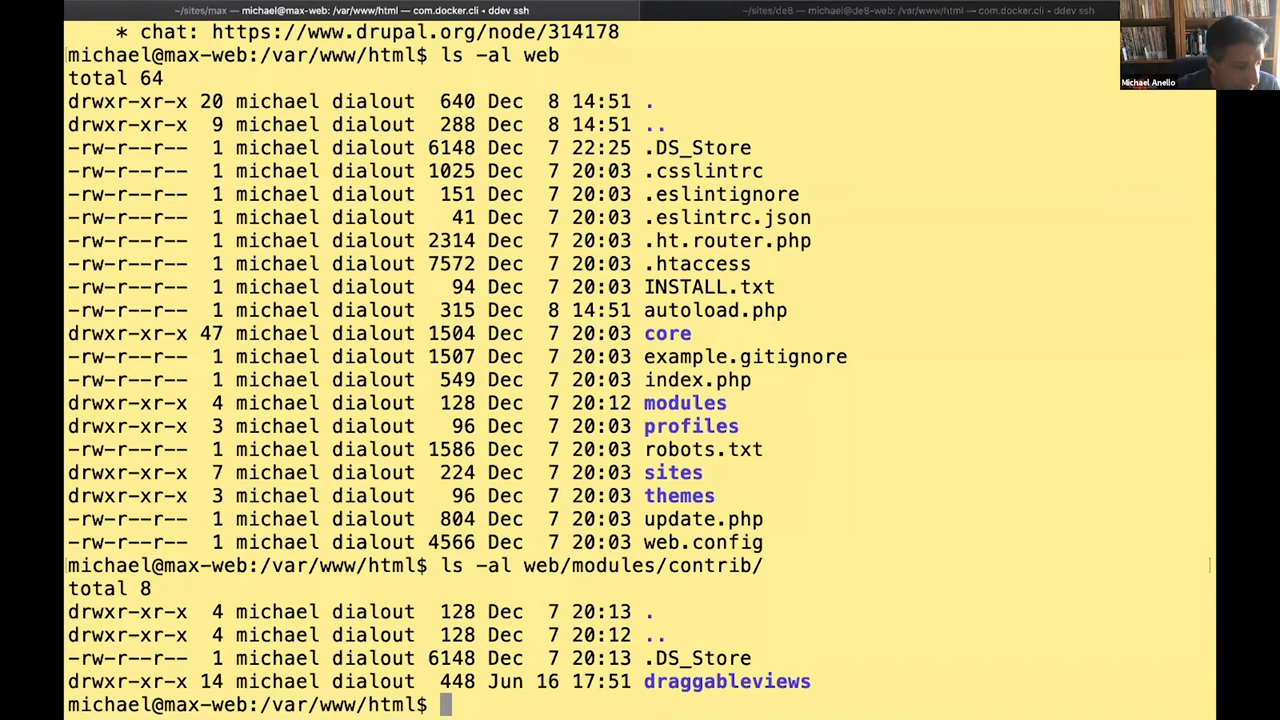 ~/sites/max — michael@max-web: /var/www/html — com.docker.cli • ddev ssh
~/sites/de8 — michael@de8-web: /var/www/html — com.docker.cli • ddev ssh
* chat: https://www.drupal.org/node/314178
michael@max-web:/var/www/html$ ls -al web
total 64
drwxr-xr-x 20 michael dialout  640 Dec  8 14:51 .
drwxr-xr-x  9 michael dialout  288 Dec  8 14:51 ..
-rw-r--r--  1 michael dialout 6148 Dec  7 22:25 .DS_Store
-rw-r--r--  1 michael dialout 1025 Dec  7 20:03 .csslintrc
-rw-r--r--  1 michael dialout  151 Dec  7 20:03 .eslintignore
-rw-r--r--  1 michael dialout   41 Dec  7 20:03 .eslintrc.json
-rw-r--r--  1 michael dialout 2314 Dec  7 20:03 .ht.router.php
-rw-r--r--  1 michael dialout 7572 Dec  7 20:03 .htaccess
-rw-r--r--  1 michael dialout   94 Dec  7 20:03 INSTALL.txt
-rw-r--r--  1 michael dialout  315 Dec  8 14:51 autoload.php
drwxr-xr-x 47 michael dialout 1504 Dec  7 20:03 core
-rw-r--r--  1 michael dialout 1507 Dec  7 20:03 example.gitignore
-rw-r--r--  1 michael dialout  549 Dec  7 20:03 index.php
drwxr-xr-x  4 michael dialout  128 Dec  7 20:12 modules
drwxr-xr-x  3 michael dialout   96 Dec  7 20:03 profiles
-rw-r--r--  1 michael dialout 1586 Dec  7 20:03 robots.txt
drwxr-xr-x  7 michael dialout  224 Dec  7 20:03 sites
drwxr-xr-x  3 michael dialout   96 Dec  7 20:03 themes
-rw-r--r--  1 michael dialout  804 Dec  7 20:03 update.php
-rw-r--r--  1 michael dialout 4566 Dec  7 20:03 web.config
michael@max-web:/var/www/html$ ls -al web/modules/contrib/
total 8
drwxr-xr-x  4 michael dialout  128 Dec  7 20:13 .
drwxr-xr-x  4 michael dialout  128 Dec  7 20:12 ..
-rw-r--r--  1 michael dialout 6148 Dec  7 20:13 .DS_Store
drwxr-xr-x 14 michael dialout  448 Jun 16 17:51 draggableviews
michael@max-web:/var/www/html$
Michael Anello